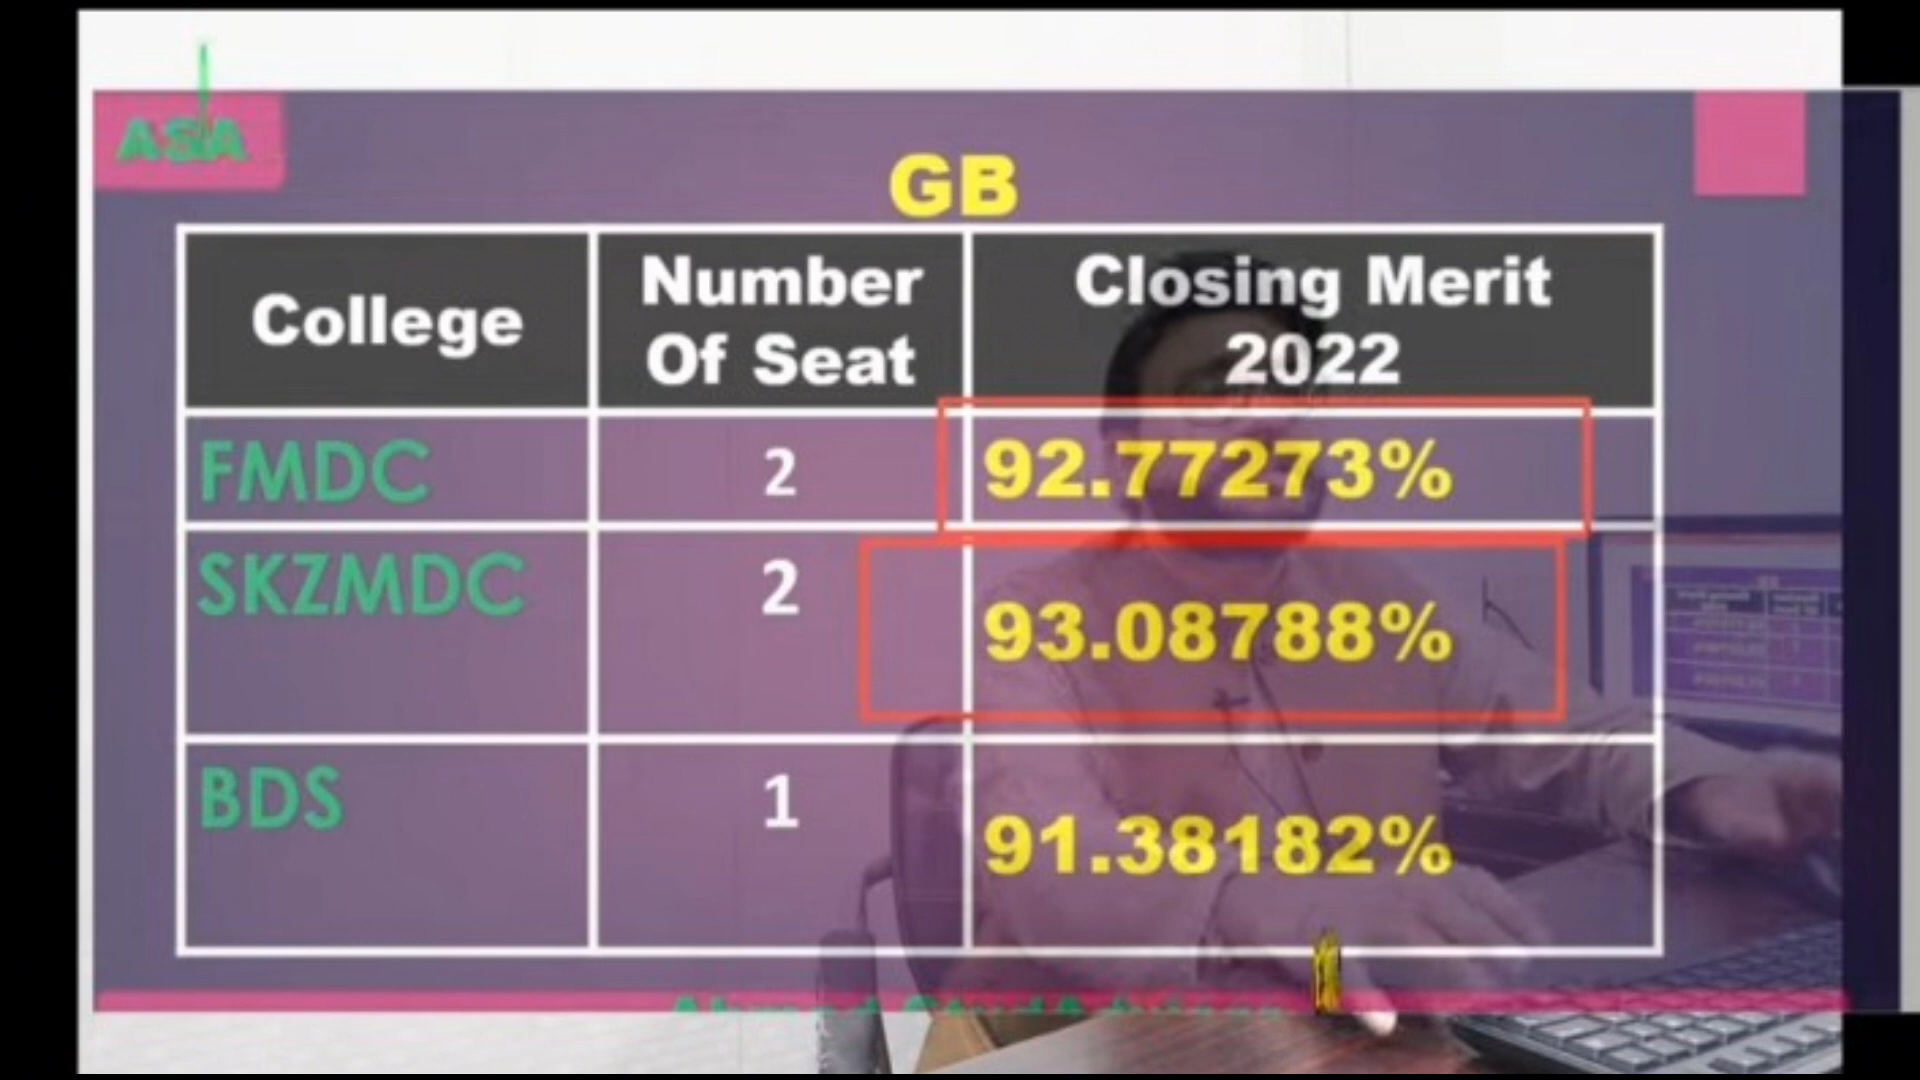 ASA
GB
College
Number
Of Seat
Closing Merit
2022
FMDC
2
92.77273%
SKZMDC
2
93.08788%
BDS
1
91.38182%